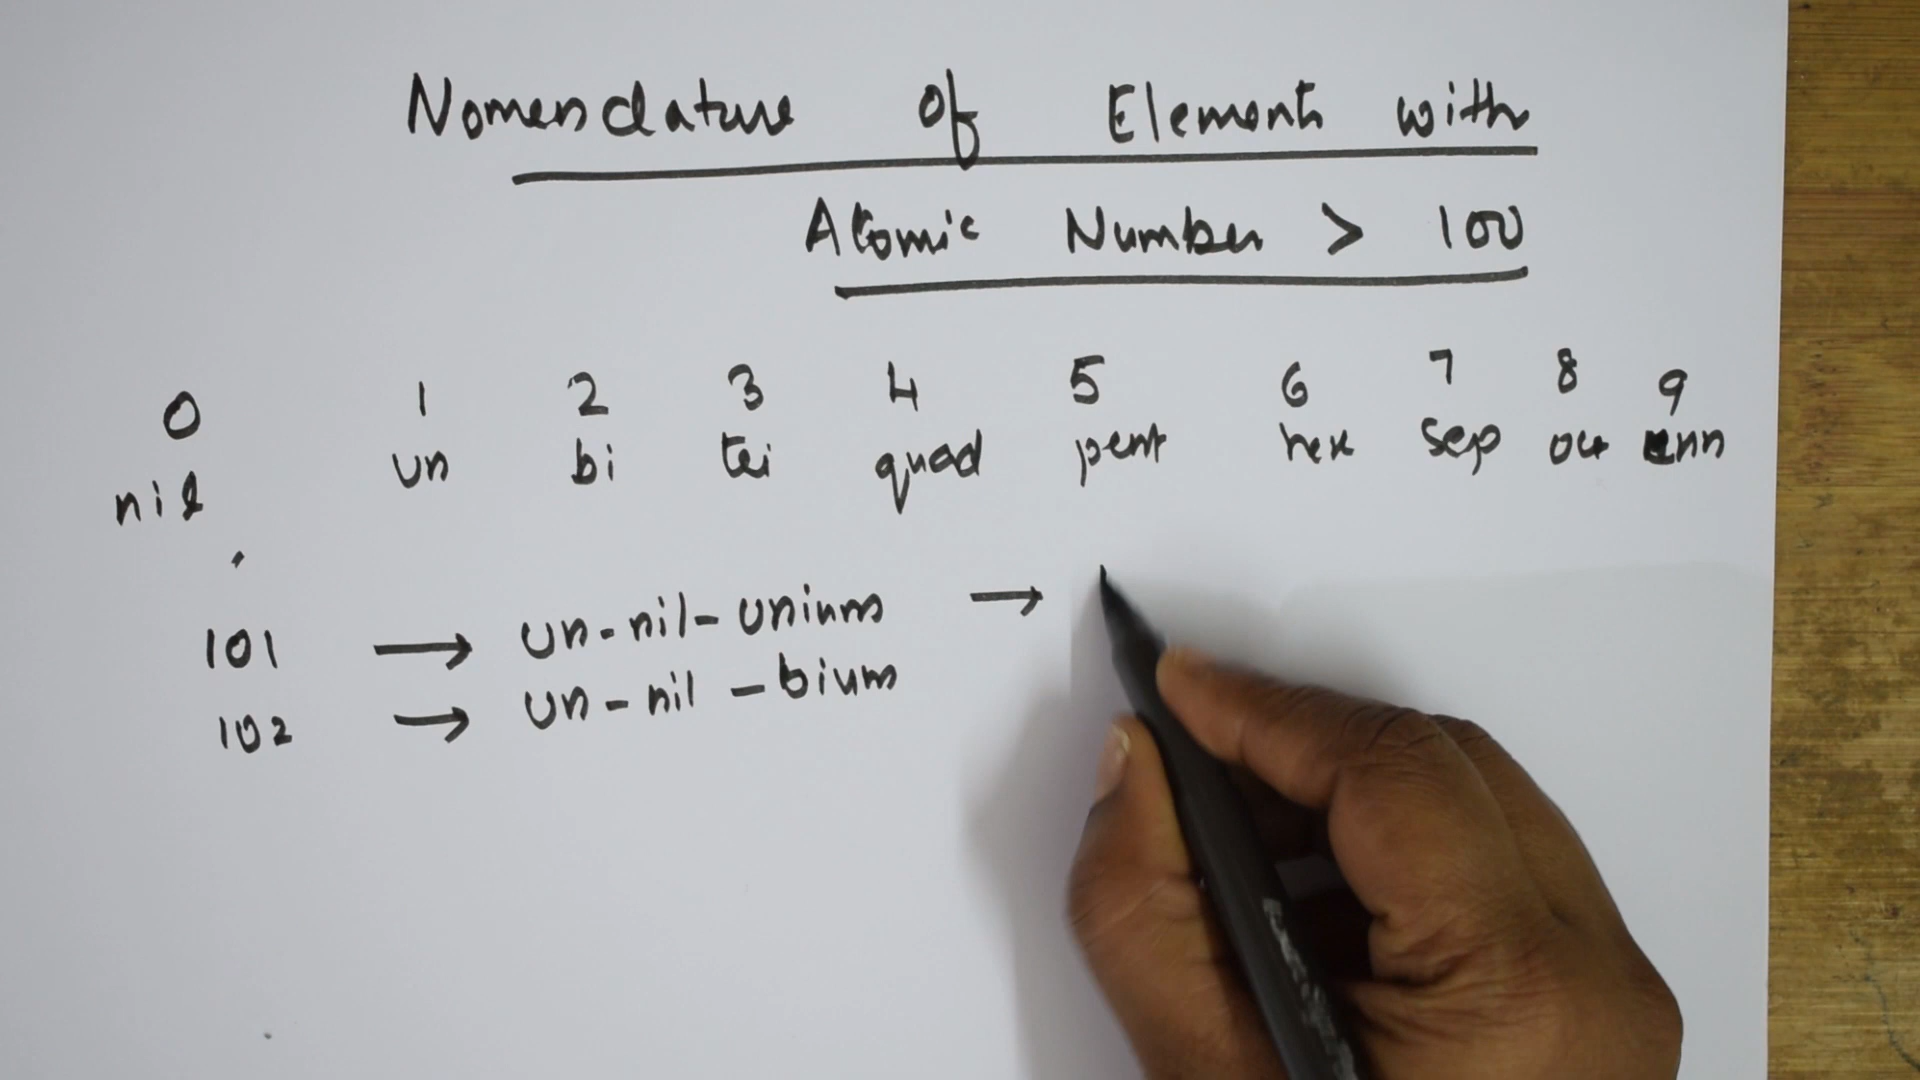 Nomenclature of Elements with
Atomic Number > 100
0 1 2 3 4 5 6 7 8 9
nil un bi tri quad pent hex sep oct enn
101 → un-nil-unium →
102 → un-nil-bium